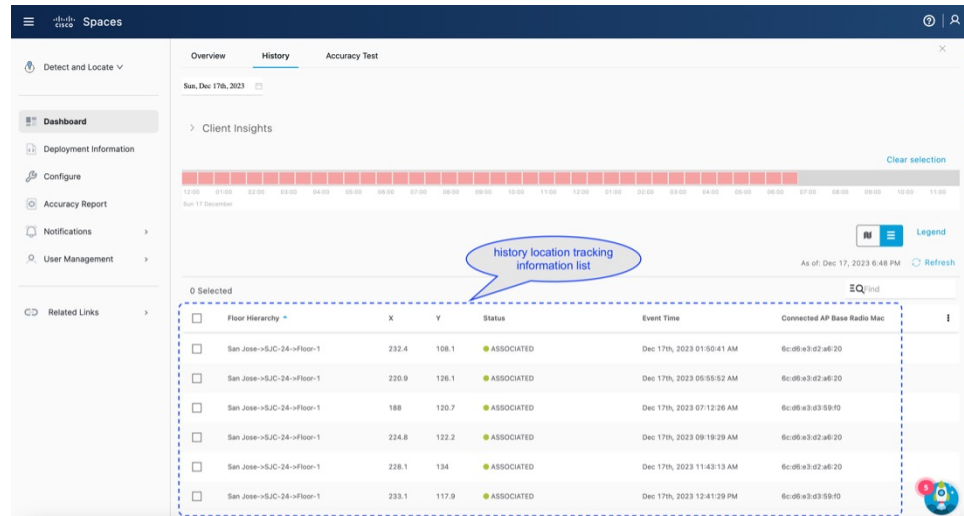 cisco Spaces
Detect and Locate
Dashboard
Deployment Information
Configure
Accuracy Report
Notifications
User Management
Related Links
Overview History Accuracy Test
Sun, Dec 17th, 2023
Client Insights
Clear selection
12:00 01:00 02:00 03:00 04:00 05:00 06:00 07:00 08:00 09:00 10:00 11:00 12:00 01:00 02:00 03:00 04:00 05:00 06:00 07:00 08:00 09:00 10:00 11:00
Sun 17 December
Legend
history location tracking
information list
As of: Dec 17, 2023 6:48 PM Refresh
0 Selected Find
Floor Hierarchy X Y Status Event Time Connected AP Base Radio Mac
San Jose->SJC-24->Floor-1 232.4 108.1 ASSOCIATED Dec 17th, 2023 01:50:41 AM 6c:d6:e3:d2:a6:20
San Jose->SJC-24->Floor-1 220.9 126.1 ASSOCIATED Dec 17th, 2023 05:55:52 AM 6c:d6:e3:d2:a6:20
San Jose->SJC-24->Floor-1 188 120.7 ASSOCIATED Dec 17th, 2023 07:12:26 AM 6c:d6:e3:d3:59:f0
San Jose->SJC-24->Floor-1 224.8 122.2 ASSOCIATED Dec 17th, 2023 09:19:29 AM 6c:d6:e3:d2:a6:20
San Jose->SJC-24->Floor-1 228.1 134 ASSOCIATED Dec 17th, 2023 11:43:13 AM 6c:d6:e3:d2:a6:20
San Jose->SJC-24->Floor-1 233.1 117.9 ASSOCIATED Dec 17th, 2023 12:41:29 PM 6c:d6:e3:d3:59:f0
5